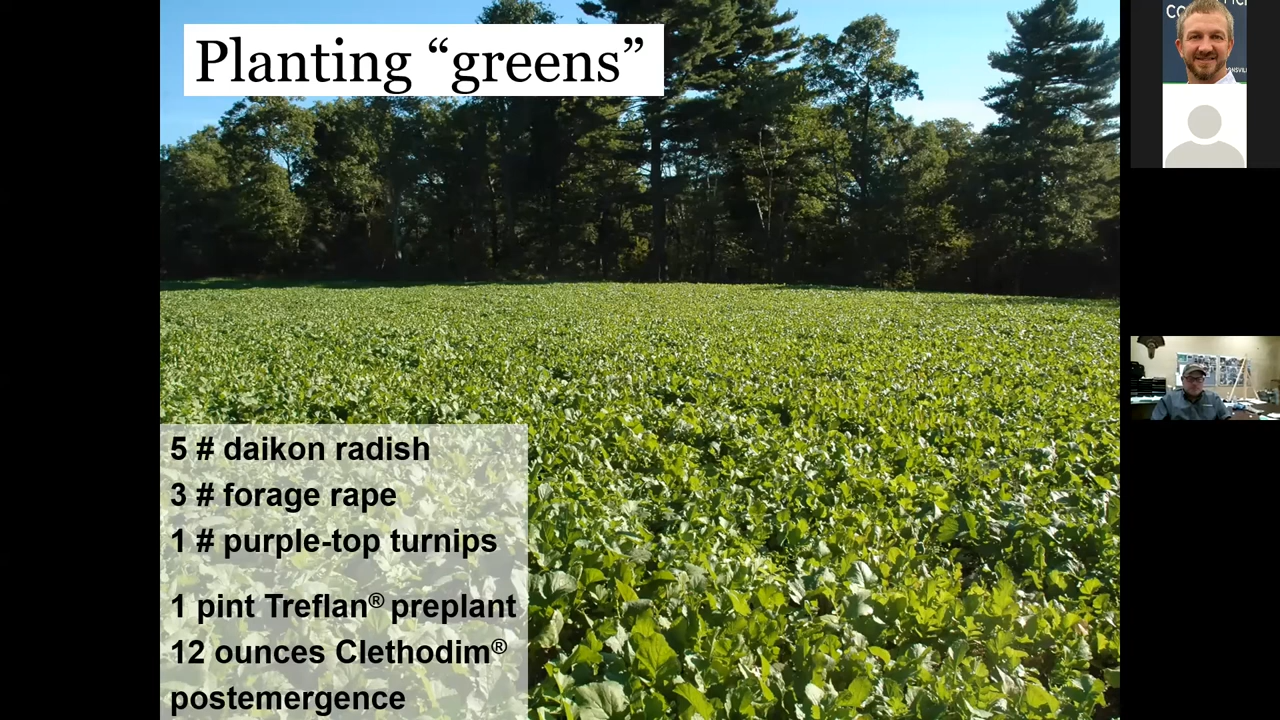 Planting “greens”
5 # daikon radish
3 # forage rape
1 # purple-top turnips
1 pint Treflan® preplant
12 ounces Clethodim®
postemergence